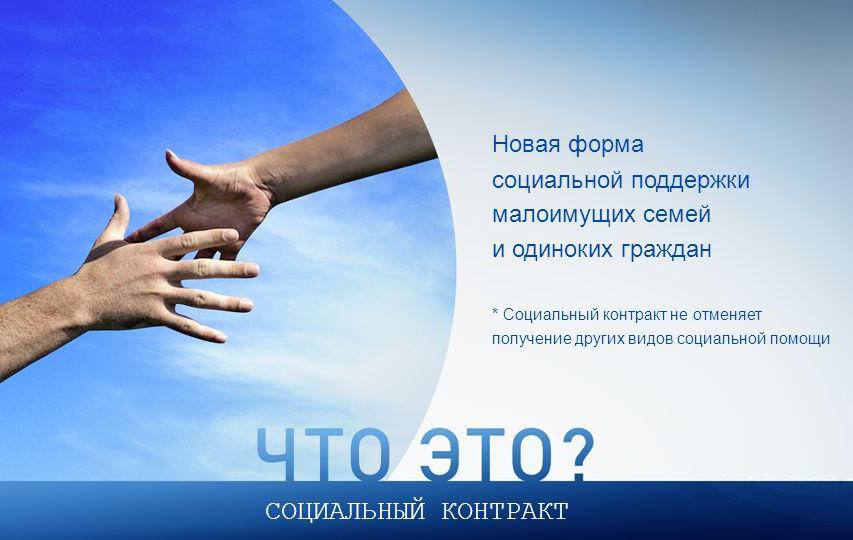 Новая форма
социальной поддержки
малоимущих семей
и одиноких граждан
* Социальный контракт не отменяет
получение других видов социальной помощи
ЧТО ЭТО?
СОЦИАЛЬНЫЙ КОНТРАКТ